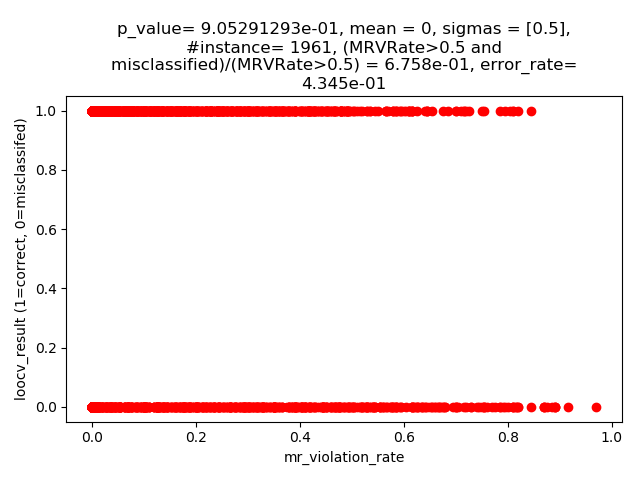 p_value= 9.05291293e-01, mean = 0, sigmas = [0.5],
#instance= 1961, (MRVRate>0.5 and
misclassified)/(MRVRate>0.5) = 6.758e-01, error_rate=
4.345e-01
1.0
0.8
0.6
0.4
0.2
0.0
loocv_result (1=correct, 0=misclassifed)
0.0 0.2 0.4 0.6 0.8 1.0
mr_violation_rate